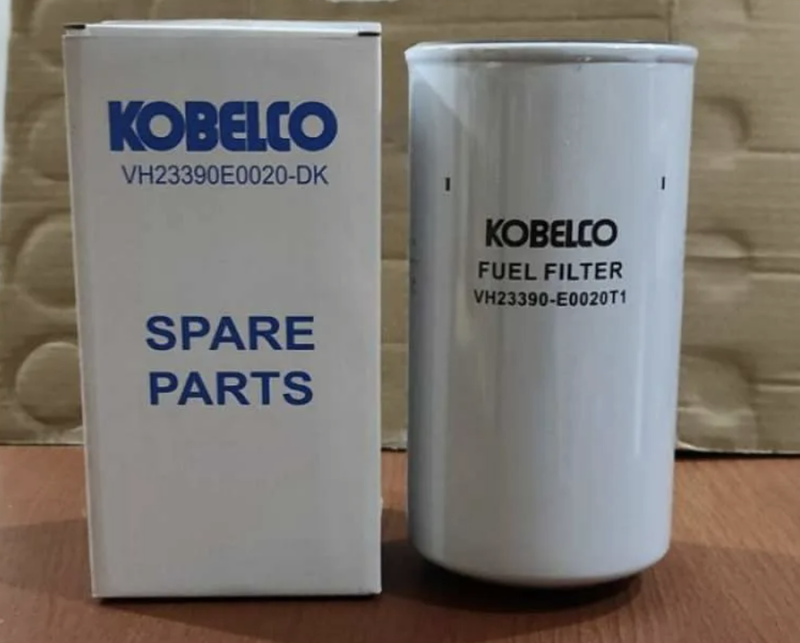 KOBELCO
VH23390E0020-DK
SPARE
PARTS
KOBELCO
FUEL FILTER
VH23390-E0020T1